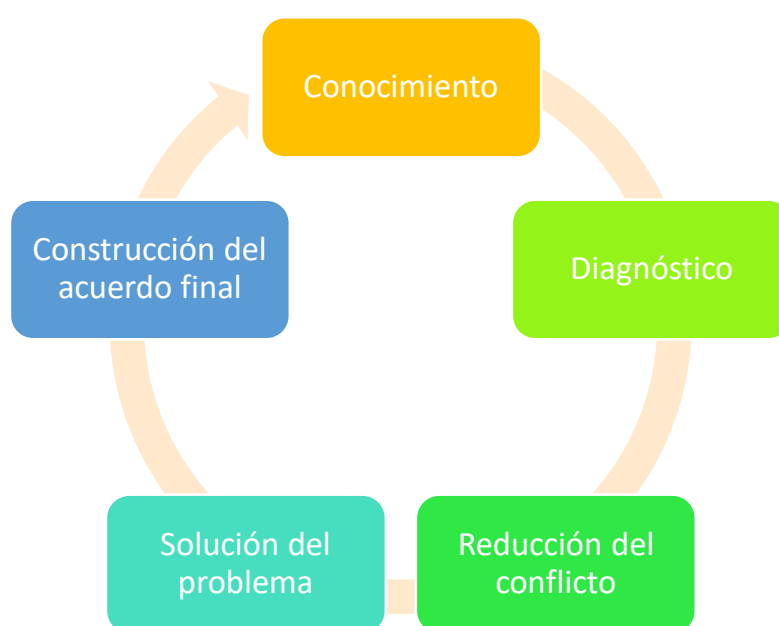 Conocimiento
Diagnóstico
Reducción del
conflicto
Solución del
problema
Construcción del
acuerdo final